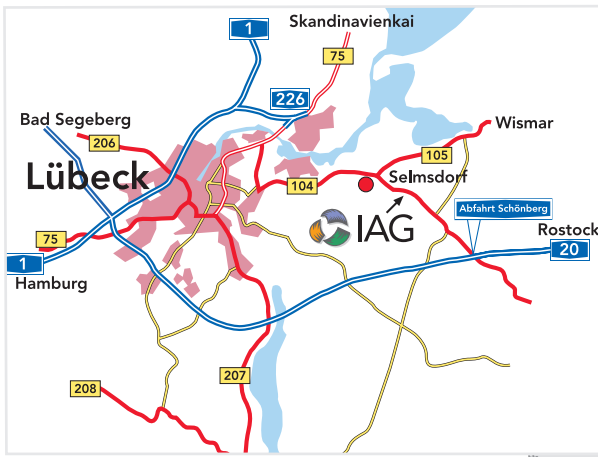 Skandinavienkai
1
75
226
Bad Segeberg
Wismar
206
105
Lübeck
Selmsdorf
104
Abfahrt Schönberg
IAG
Rostock
75
20
1
Hamburg
207
208